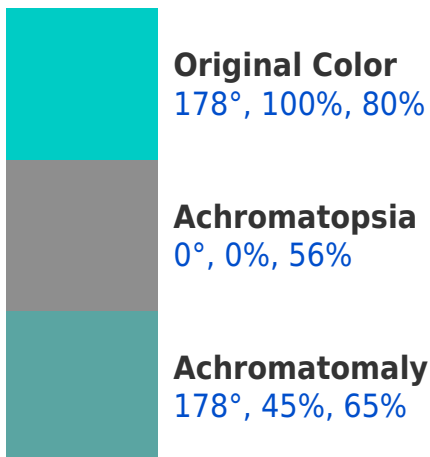 Original Color
178°, 100%, 80%
Achromatopsia
0°, 0%, 56%
Achromatomaly
178°, 45%, 65%